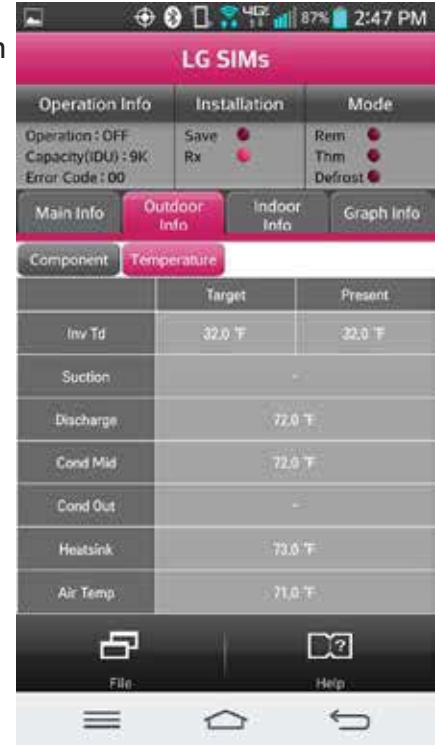 n
4G LTE 87% 2:47 PM
LG SIMs
Operation Info Installation Mode
Operation : OFF Save Rem
Capacity(IDU) : 9K Rx Thm
Error Code : 00 Defrost
Main Info Outdoor Info Indoor Info Graph Info
Component Temperature
Target Present
Inv Td 32.0 °F 32.0 °F
Suction -
Discharge 72.0 °F
Cond Mid 72.0 °F
Cond Out -
Heatsink 73.0 °F
Air Temp 71.0 °F
File Help